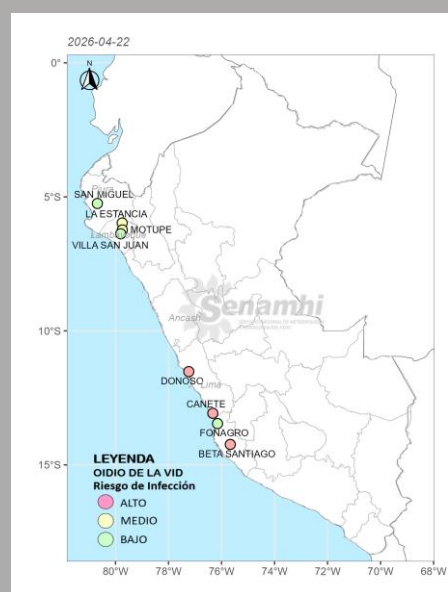 2026-04-22
N
0°
5°S
10°S
15°S
Piura
SAN MIGUEL
LA ESTANCIA
MOTUPE
Lambayeque
VILLA SAN JUAN
Senamhi
Ancash
DONOSO
Lima
CANETE
FONAGRO
BETA SANTIAGO
LEYENDA
OIDIO DE LA VID
Riesgo de Infección
ALTO
MEDIO
BAJO
80°W 78°W 76°W 74°W 72°W 70°W 68°W